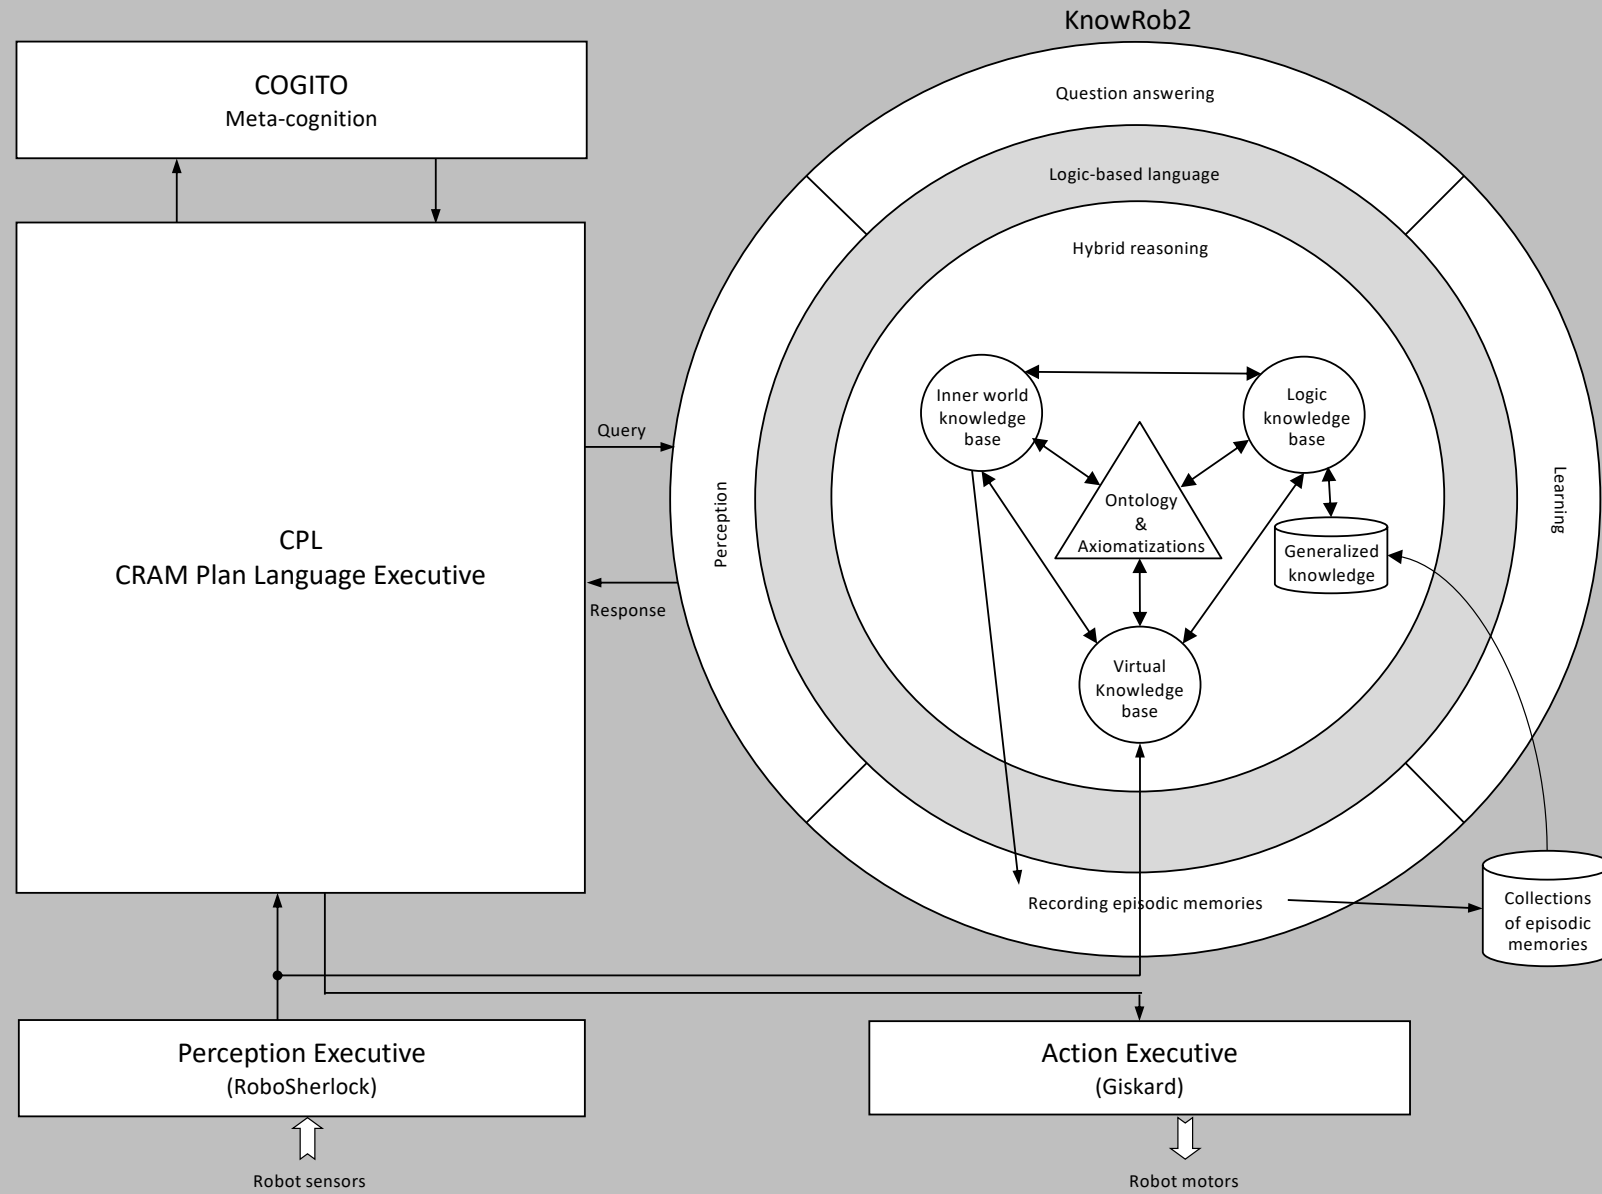 KnowRob2
COGITO
Meta-cognition
Question answering
Logic-based language
Hybrid reasoning
Inner world
knowledge
base
Logic
knowledge
base
Query
Perception
Learning
Ontology
&
Axiomatizations
CPL
CRAM Plan Language Executive
Generalized
knowledge
Response
Virtual
Knowledge
base
Recording episodic memories
Collections
of episodic
memories
Perception Executive
(RoboSherlock)
Action Executive
(Giskard)
Robot sensors
Robot motors